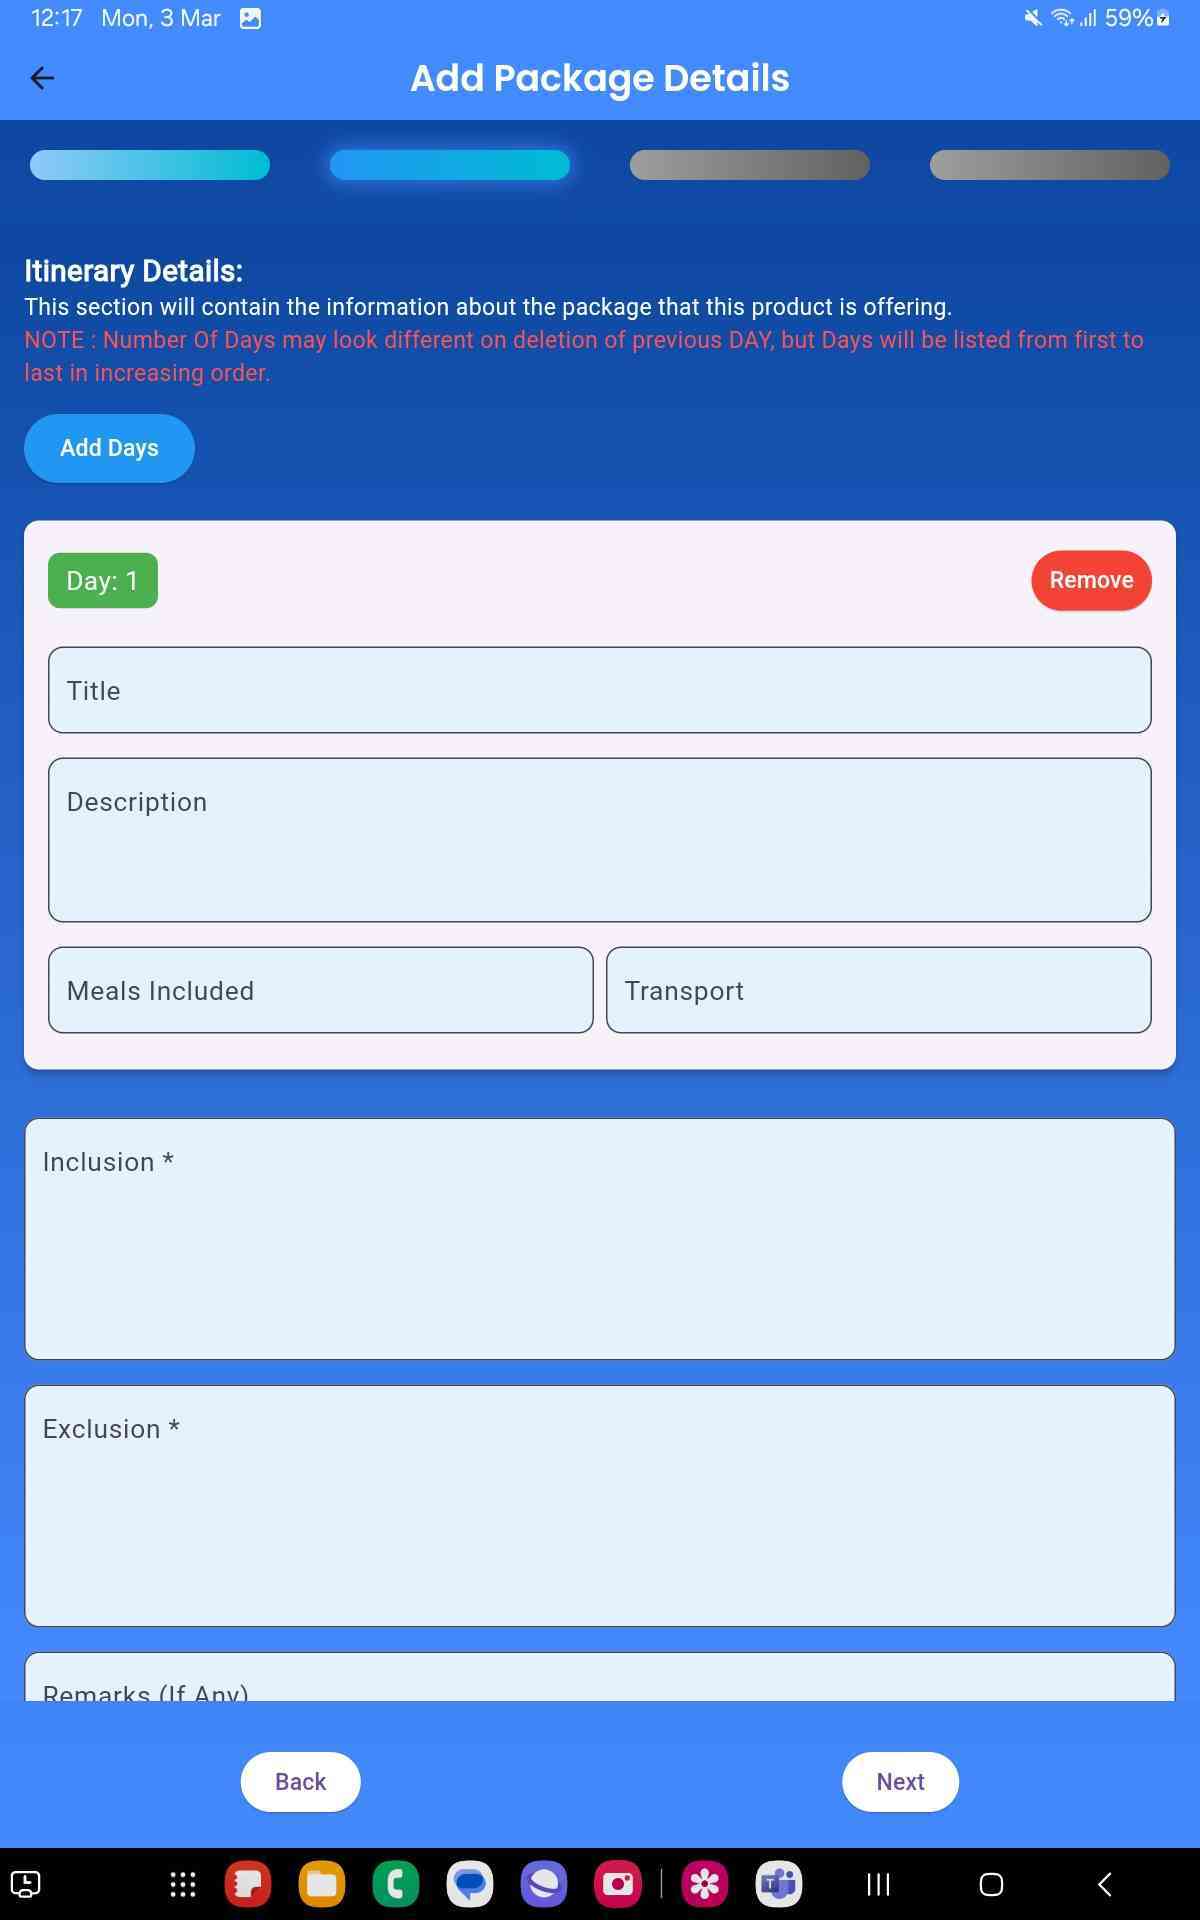 12:17 Mon, 3 Mar 59%
Add Package Details
Itinerary Details:
This section will contain the information about the package that this product is offering.
NOTE : Number Of Days may look different on deletion of previous DAY, but Days will be listed from first to
last in increasing order.
Add Days
Day: 1 Remove
Title
Description
Meals Included Transport
Inclusion *
Exclusion *
Remarks (If Any)
Back Next